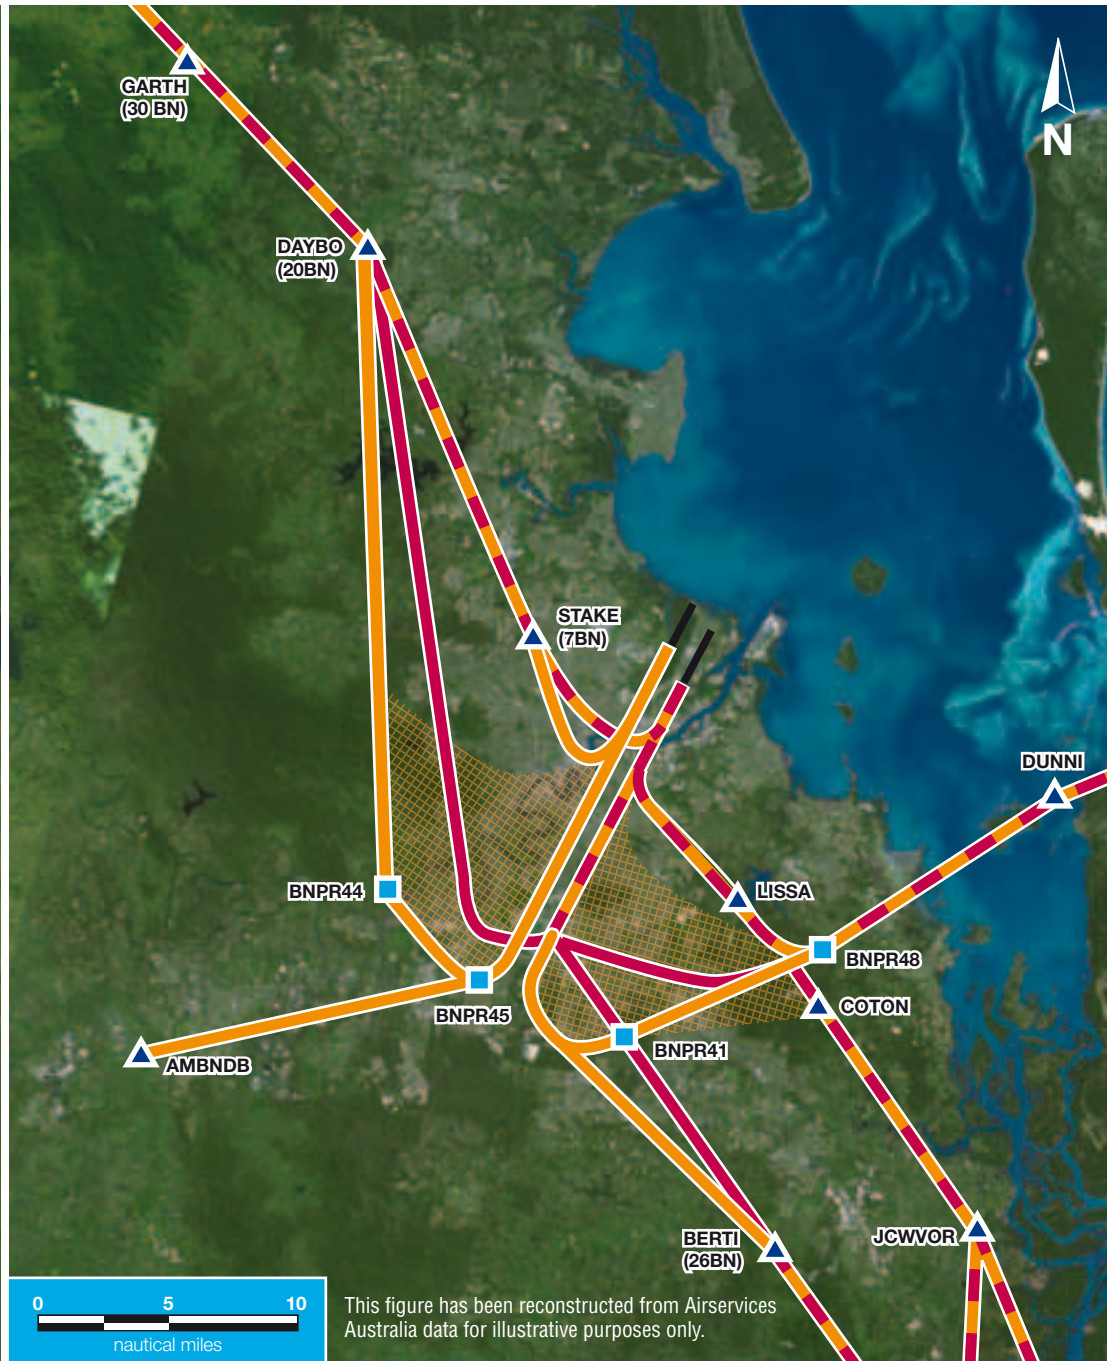 GARTH
(30 BN)
N
DAYBO
(20BN)
STAKE
(7BN)
DUNNI
BNPR44
LISSA
BNPR48
BNPR45
COTON
BNPR41
AMBNDB
BERTI
(26BN)
JCWVOR
0 5 10
nautical miles
This figure has been reconstructed from Airservices
Australia data for illustrative purposes only.